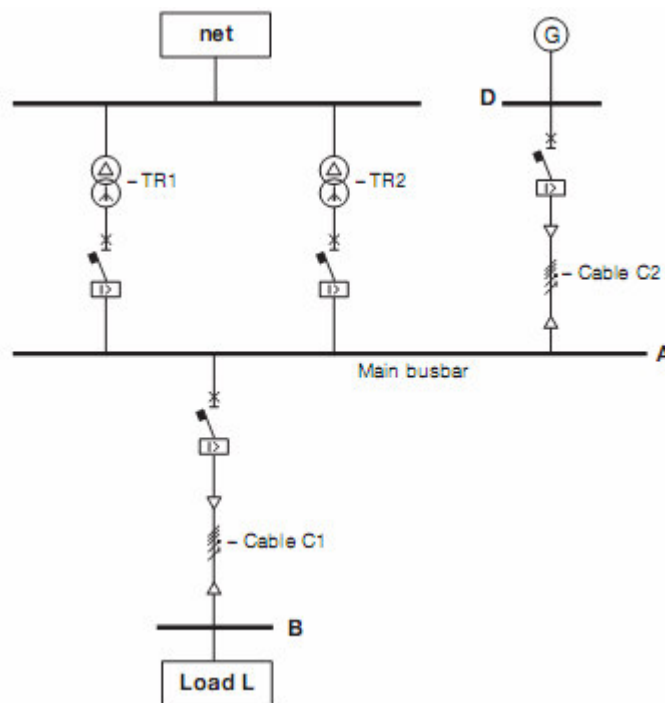 net
G
D
– TR1
– TR2
I>
I>
I>
– Cable C2
A
Main busbar
I>
– Cable C1
B
Load L